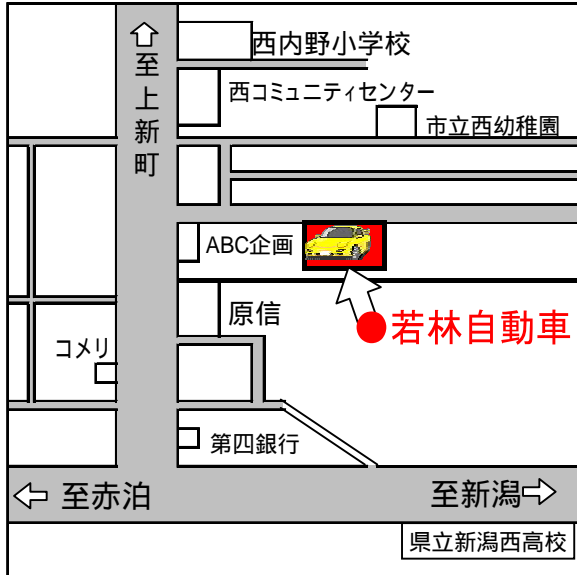 西内野小学校
至上新町
西コミュニティセンター
市立西幼稚園
ABC企画
原信
若林自動車
コメリ
第四銀行
至赤泊
至新潟
県立新潟西高校